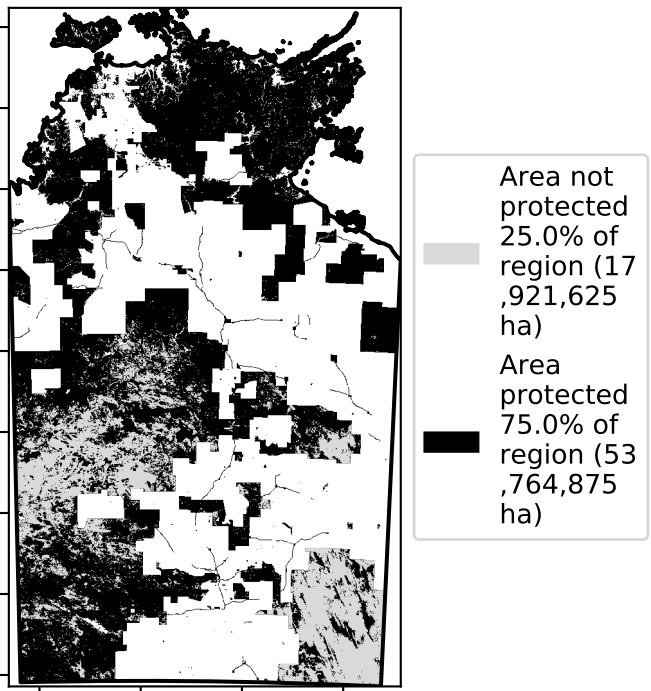 Area not
protected
25.0% of
region (17
,921,625
ha)
Area
protected
75.0% of
region (53
,764,875
ha)